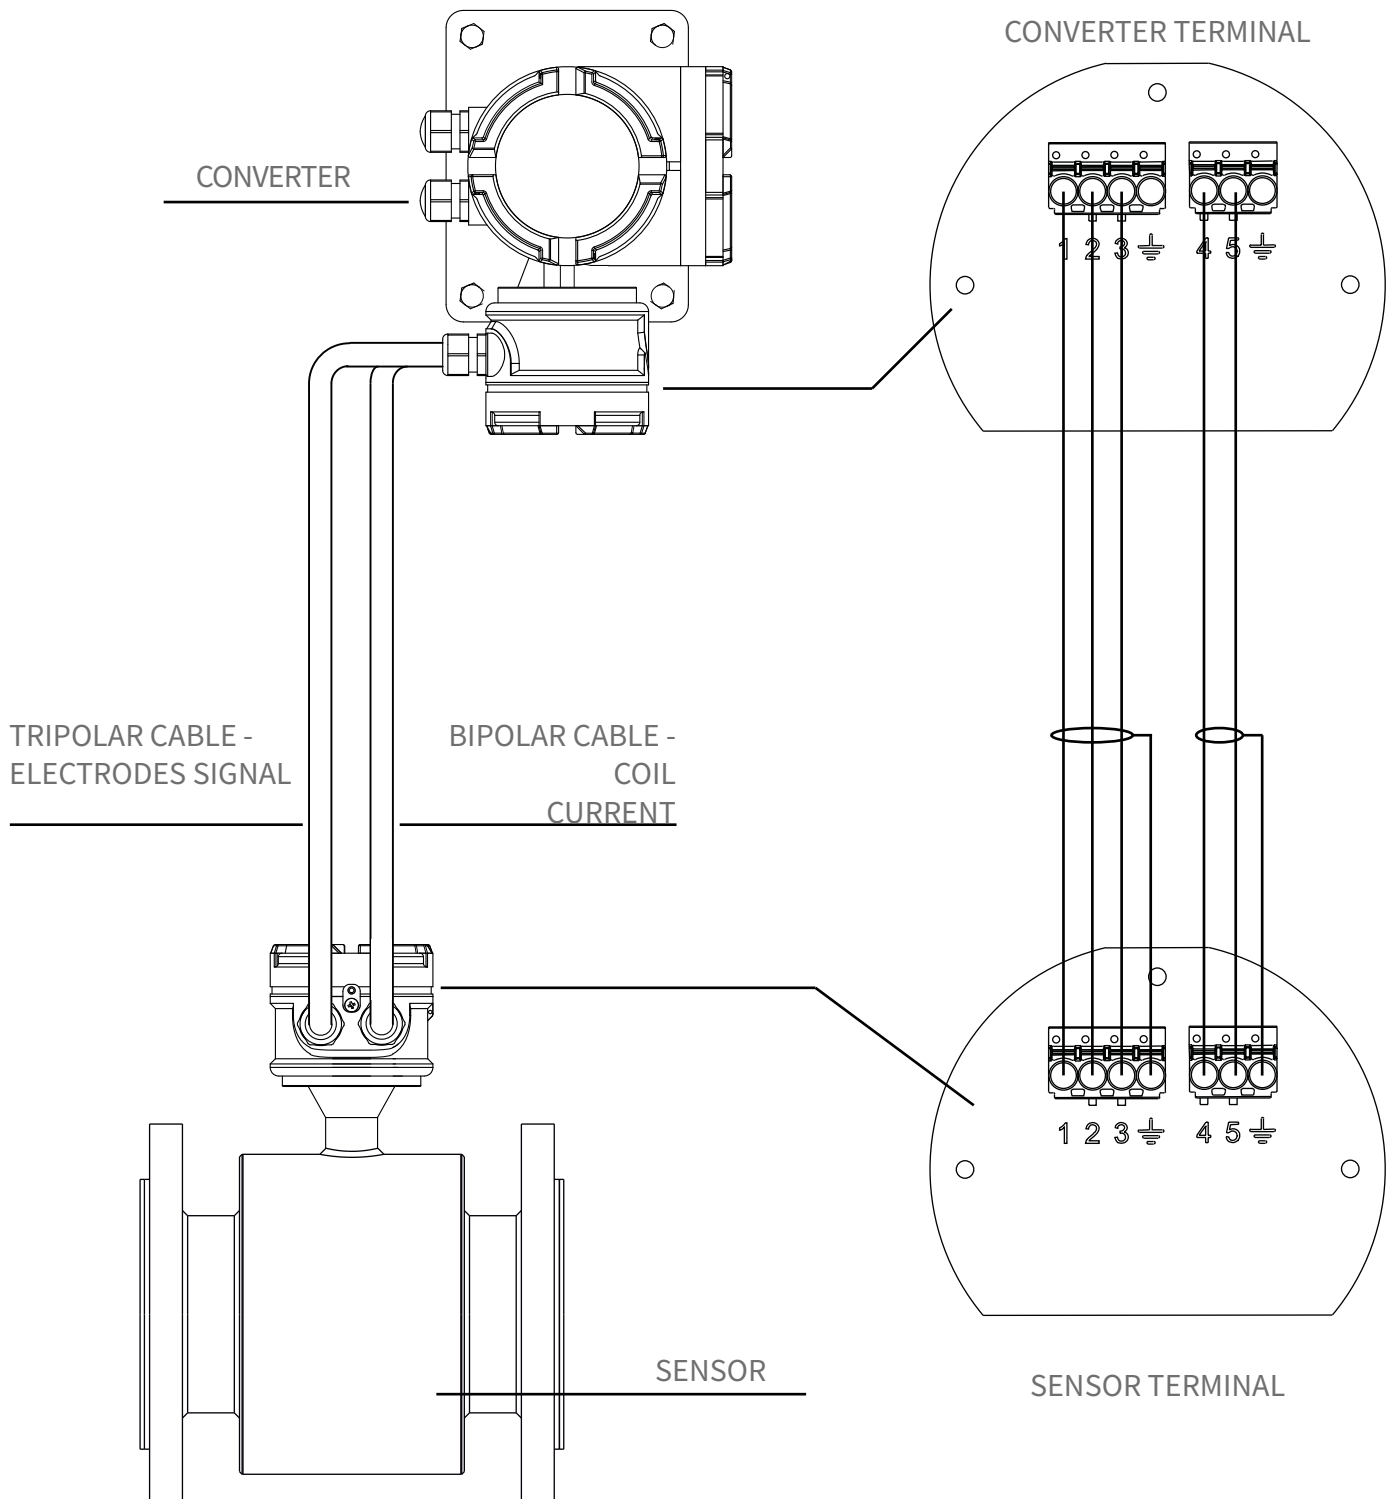 CONVERTER TERMINAL
CONVERTER
1 2 3 4 5
TRIPOLAR CABLE -
ELECTRODES SIGNAL
BIPOLAR CABLE -
COIL
CURRENT
1 2 3 4 5
SENSOR
SENSOR TERMINAL